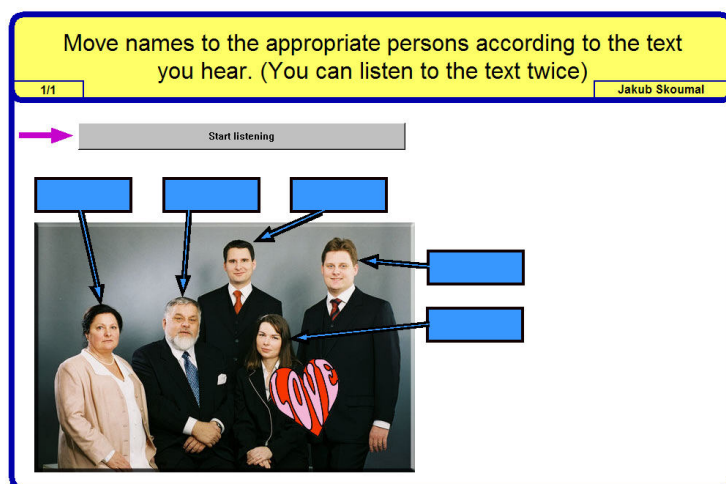 Move names to the appropriate persons according to the text
you hear. (You can listen to the text twice)
1/1
Jakub Skoumal
Start listening
LOVE